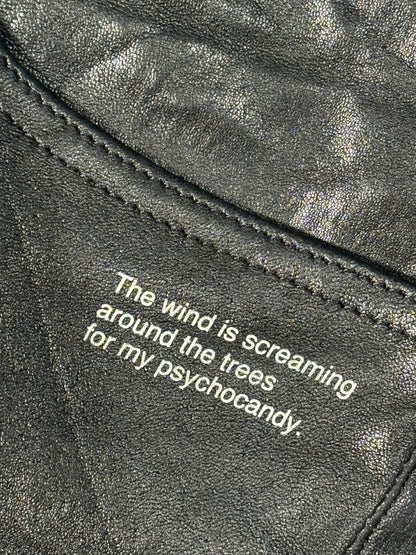 The wind is screaming
around the trees
for my psychocandy.